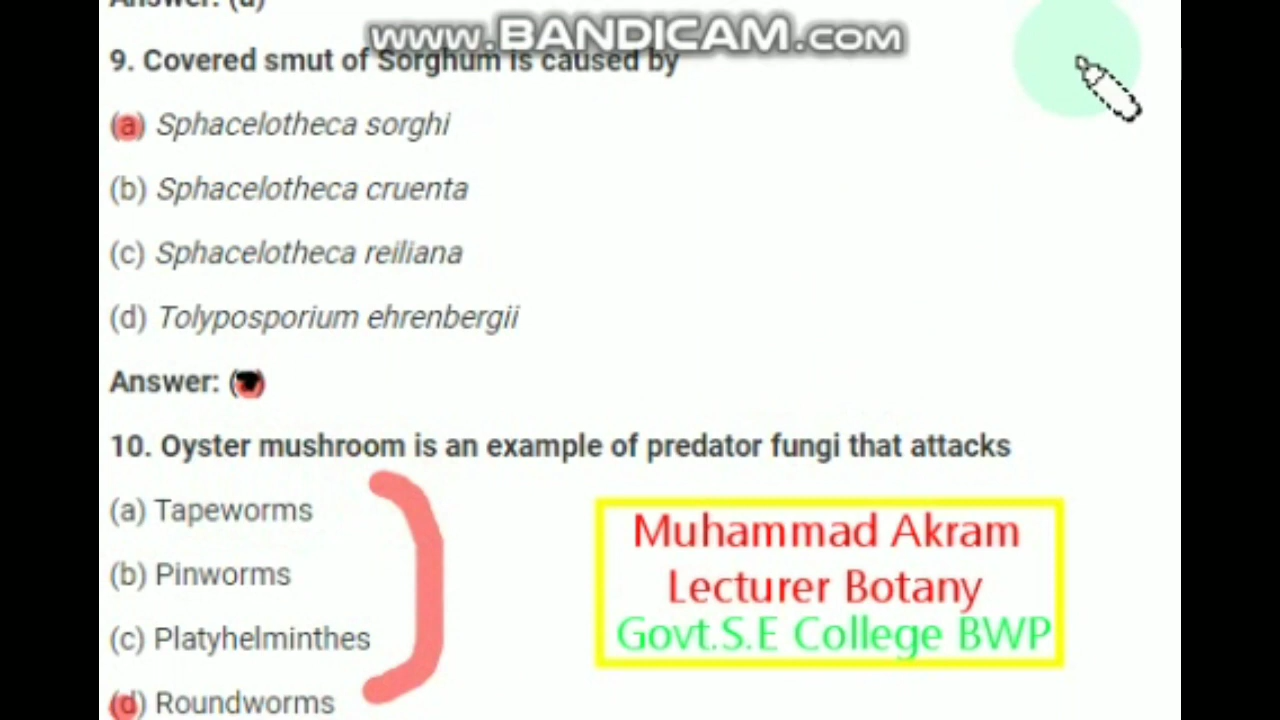 Answer: (d)
www.BANDICAM.com
9. Covered smut of Sorghum is caused by
(a) Sphacelotheca sorghi
(b) Sphacelotheca cruenta
(c) Sphacelotheca reiliana
(d) Tolyposporium ehrenbergii
Answer: (
10. Oyster mushroom is an example of predator fungi that attacks
(a) Tapeworms
(b) Pinworms
(c) Platyhelminthes
(d) Roundworms
Muhammad Akram
Lecturer Botany
Govt.S.E College BWP